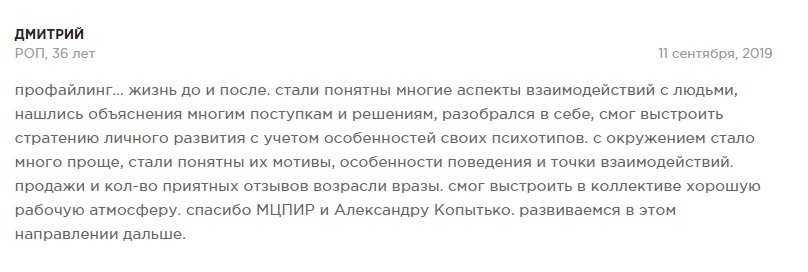 ДМИТРИЙ
РОП, 36 лет
11 сентября, 2019
профайлинг... жизнь до и после. стали понятны многие аспекты взаимодействий с людьми,
нашлись объяснения многим поступкам и решениям, разобрался в себе, смог выстроить
стратению личного развития с учетом особенностей своих психотипов. с окружением стало
много проще, стали понятны их мотивы, особенности поведения и точки взаимодействий.
продажи и кол-во приятных отзывов возрасли вразы. смог выстроить в коллективе хорошую
рабочую атмосферу. спасибо МЦПИР и Александру Копытько. развиваемся в этом
направлении дальше.